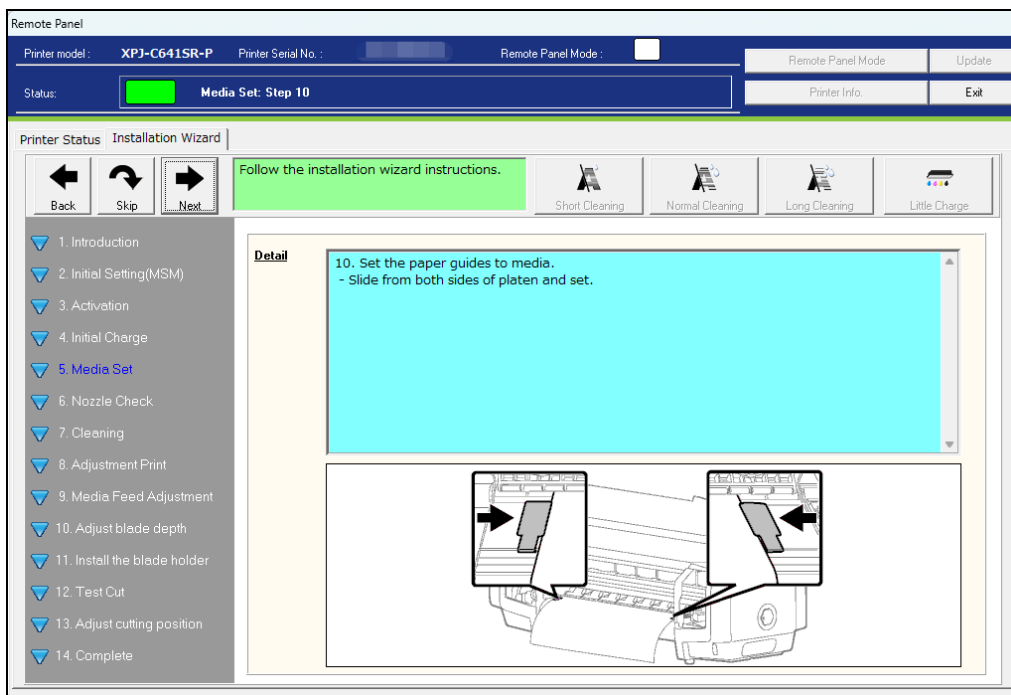 Remote Panel
Printer model : XPJ-C641SR-P Printer Serial No. : Remote Panel Mode :
Remote Panel Mode Update
Status: Media Set: Step 10
Printer Info. Exit
Printer Status Installation Wizard
Back Skip Next
Follow the installation wizard instructions.
Short Cleaning Normal Cleaning Long Cleaning Little Charge
1. Introduction
2. Initial Setting(MSM)
3. Activation
4. Initial Charge
5. Media Set
6. Nozzle Check
7. Cleaning
8. Adjustment Print
9. Media Feed Adjustment
10. Adjust blade depth
11. Install the blade holder
12. Test Cut
13. Adjust cutting position
14. Complete
Detail
10. Set the paper guides to media.
- Slide from both sides of platen and set.